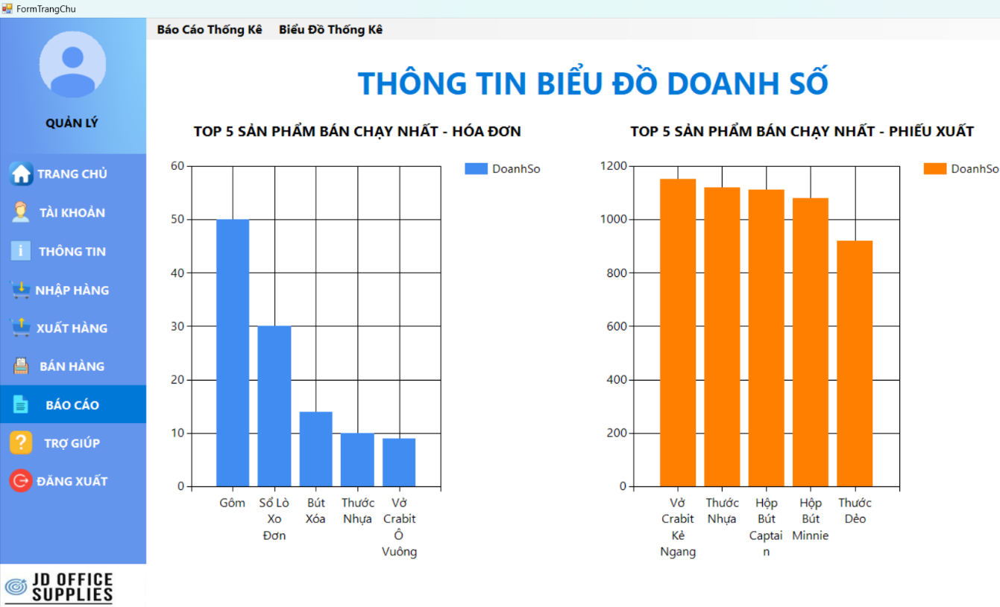 FormTrangChu
Báo Cáo Thống Kê
Biểu Đồ Thống Kê
QUẢN LÝ
TRANG CHỦ
TÀI KHOẢN
i
THÔNG TIN
NHẬP HÀNG
XUẤT HÀNG
BÁN HÀNG
BÁO CÁO
?
TRỢ GIÚP
ĐĂNG XUẤT
JD OFFICE
SUPPLIES
THÔNG TIN BIỂU ĐỒ DOANH SỐ
TOP 5 SẢN PHẨM BÁN CHẠY NHẤT - HÓA ĐƠN
60
50
40
30
20
10
0
Gôm
Sổ Lò
Xo
Đơn
Bút
Xóa
Thước
Nhựa
Vở
Crabit
Ô
Vuông
DoanhSo
TOP 5 SẢN PHẨM BÁN CHẠY NHẤT - PHIẾU XUẤT
1200
1000
800
600
400
200
0
Vở
Crabit
Kẻ
Ngang
Thước
Nhựa
Hộp
Bút
Captai
n
Hộp
Bút
Minnie
Thước
Dẻo
DoanhSo